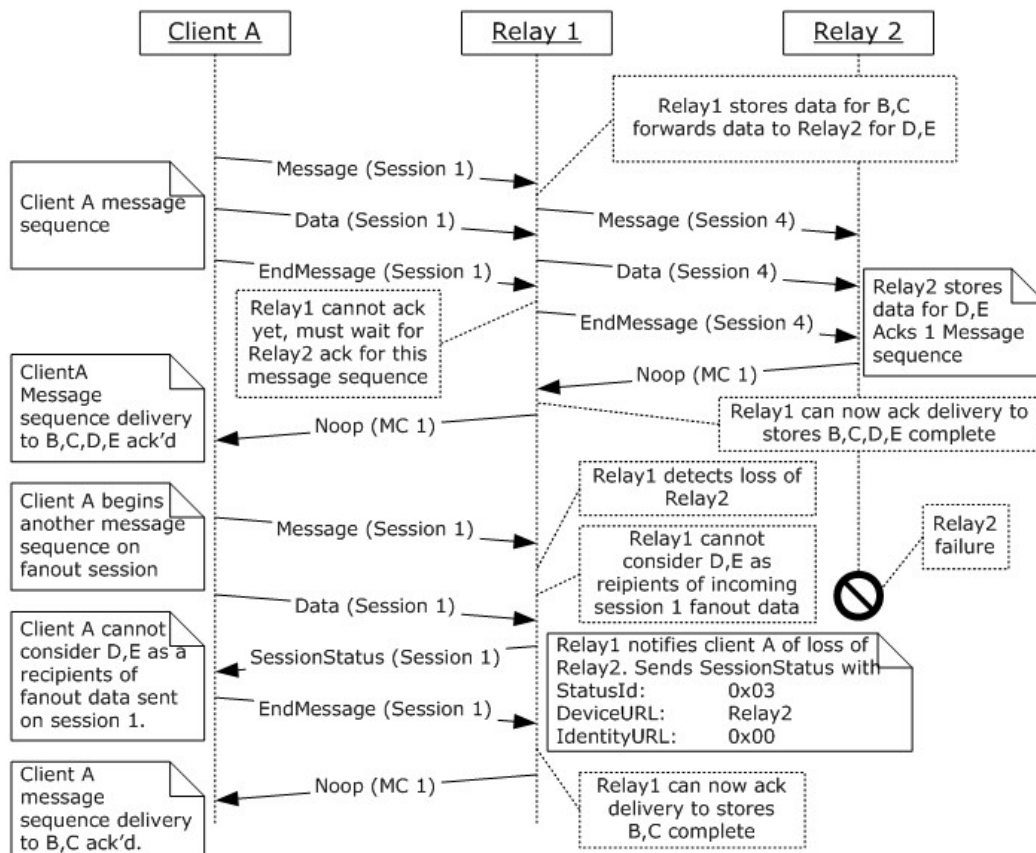 Client A
Relay 1
Relay 2
Relay1 stores data for B,C
forwards data to Relay2 for D,E
Message (Session 1)
Client A message
sequence
Data (Session 1)
Message (Session 4)
EndMessage (Session 1)
Data (Session 4)
Relay1 cannot ack
yet, must wait for
Relay2 ack for this
message sequence
EndMessage (Session 4)
Relay2 stores
data for D,E
Acks 1 Message
sequence
Noop (MC 1)
ClientA
Message
sequence delivery
to B,C,D,E ack'd
Noop (MC 1)
Relay1 can now ack delivery to
stores B,C,D,E complete
Relay1 detects loss of
Relay2
Client A begins
another message
sequence on
fanout session
Message (Session 1)
Relay2
failure
Relay1 cannot
consider D,E as
reipients of incoming
session 1 fanout data
Data (Session 1)
Client A cannot
consider D,E as a
recipients of
fanout data sent
on session 1.
SessionStatus (Session 1)
Relay1 notifies client A of loss of
Relay2. Sends SessionStatus with
StatusId: 0x03
DeviceURL: Relay2
IdentityURL: 0x00
EndMessage (Session 1)
Client A
message
sequence delivery
to B,C ack'd.
Noop (MC 1)
Relay1 can now ack
delivery to stores
B,C complete